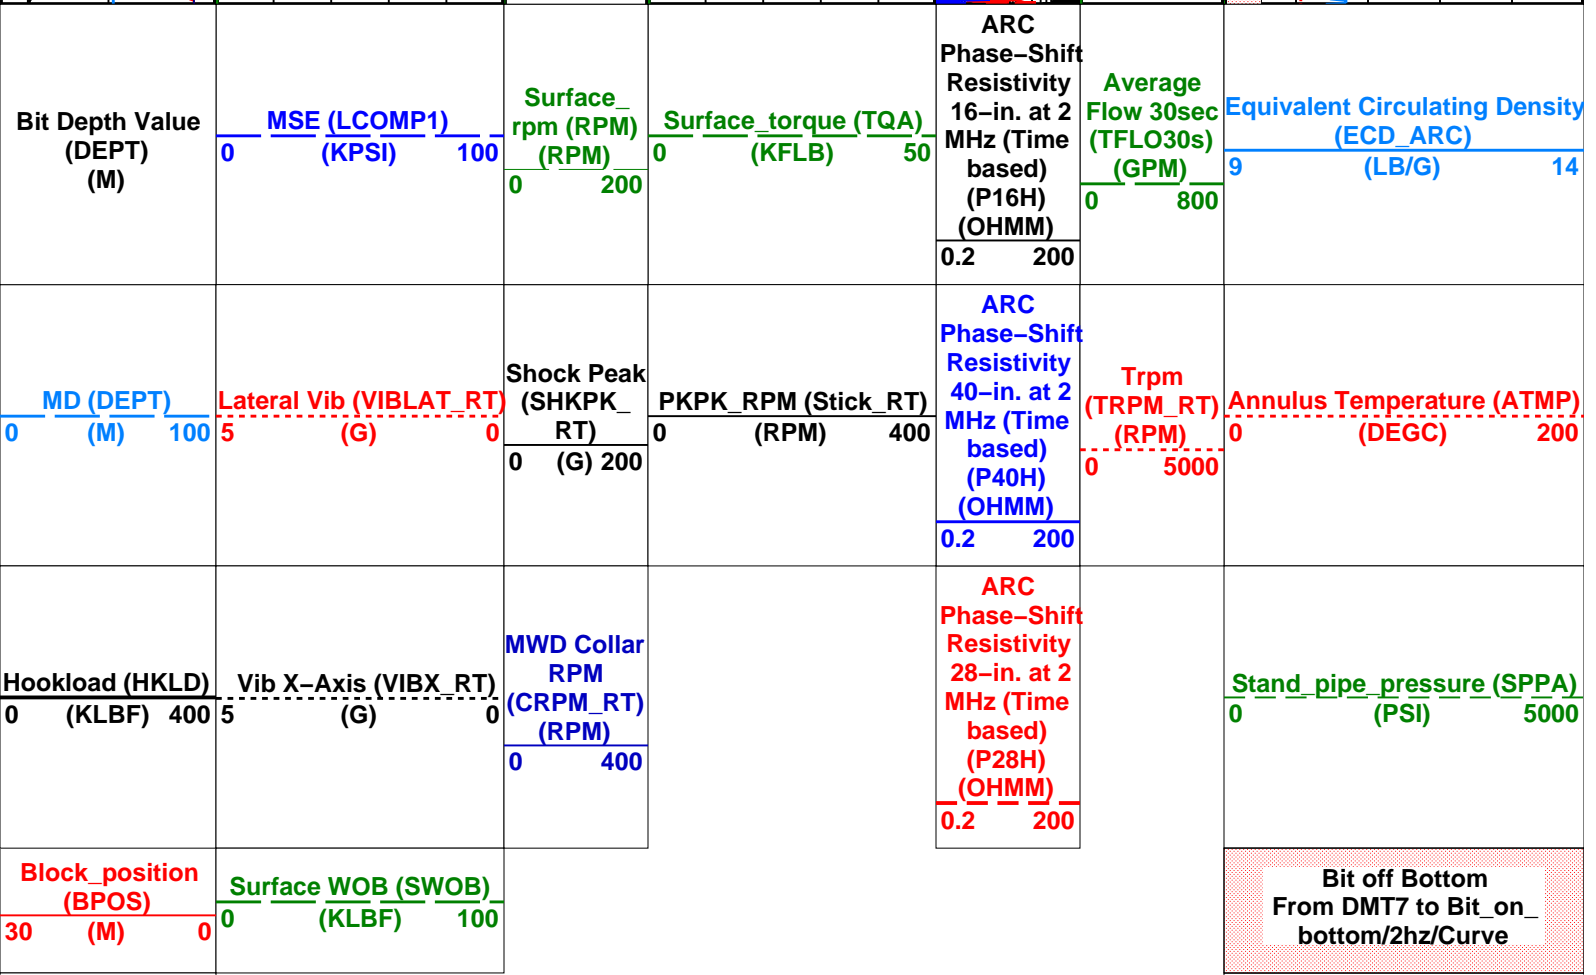 Bit Depth Value
(DEPT)
(M)
MSE (LCOMP1)
0 (KPSI) 100
Surface_
rpm (RPM)
(RPM)
0 200
Surface_torque (TQA)
0 (KFLB) 50
ARC
Phase−Shift
Resistivity
16−in. at 2
MHz (Time
based)
(P16H)
(OHMM)
0.2 200
Average
Flow 30sec
(TFLO30s)
(GPM)
0 800
Equivalent Circulating Density
(ECD_ARC)
9 (LB/G) 14
MD (DEPT)
0 (M) 100
Lateral Vib (VIBLAT_RT)
5 (G) 0
Shock Peak
(SHKPK_
RT)
0 (G) 200
PKPK_RPM (Stick_RT)
0 (RPM) 400
ARC
Phase−Shift
Resistivity
40−in. at 2
MHz (Time
based)
(P40H)
(OHMM)
0.2 200
Trpm
(TRPM_RT)
(RPM)
0 5000
Annulus Temperature (ATMP)
0 (DEGC) 200
Hookload (HKLD)
0 (KLBF) 400
Vib X−Axis (VIBX_RT)
5 (G) 0
MWD Collar
RPM
(CRPM_RT)
(RPM)
0 400
ARC
Phase−Shift
Resistivity
28−in. at 2
MHz (Time
based)
(P28H)
(OHMM)
0.2 200
Stand_pipe_pressure (SPPA)
0 (PSI) 5000
Block_position
(BPOS)
30 (M) 0
Surface WOB (SWOB)
0 (KLBF) 100
Bit off Bottom
From DMT7 to Bit_on_
bottom/2hz/Curve